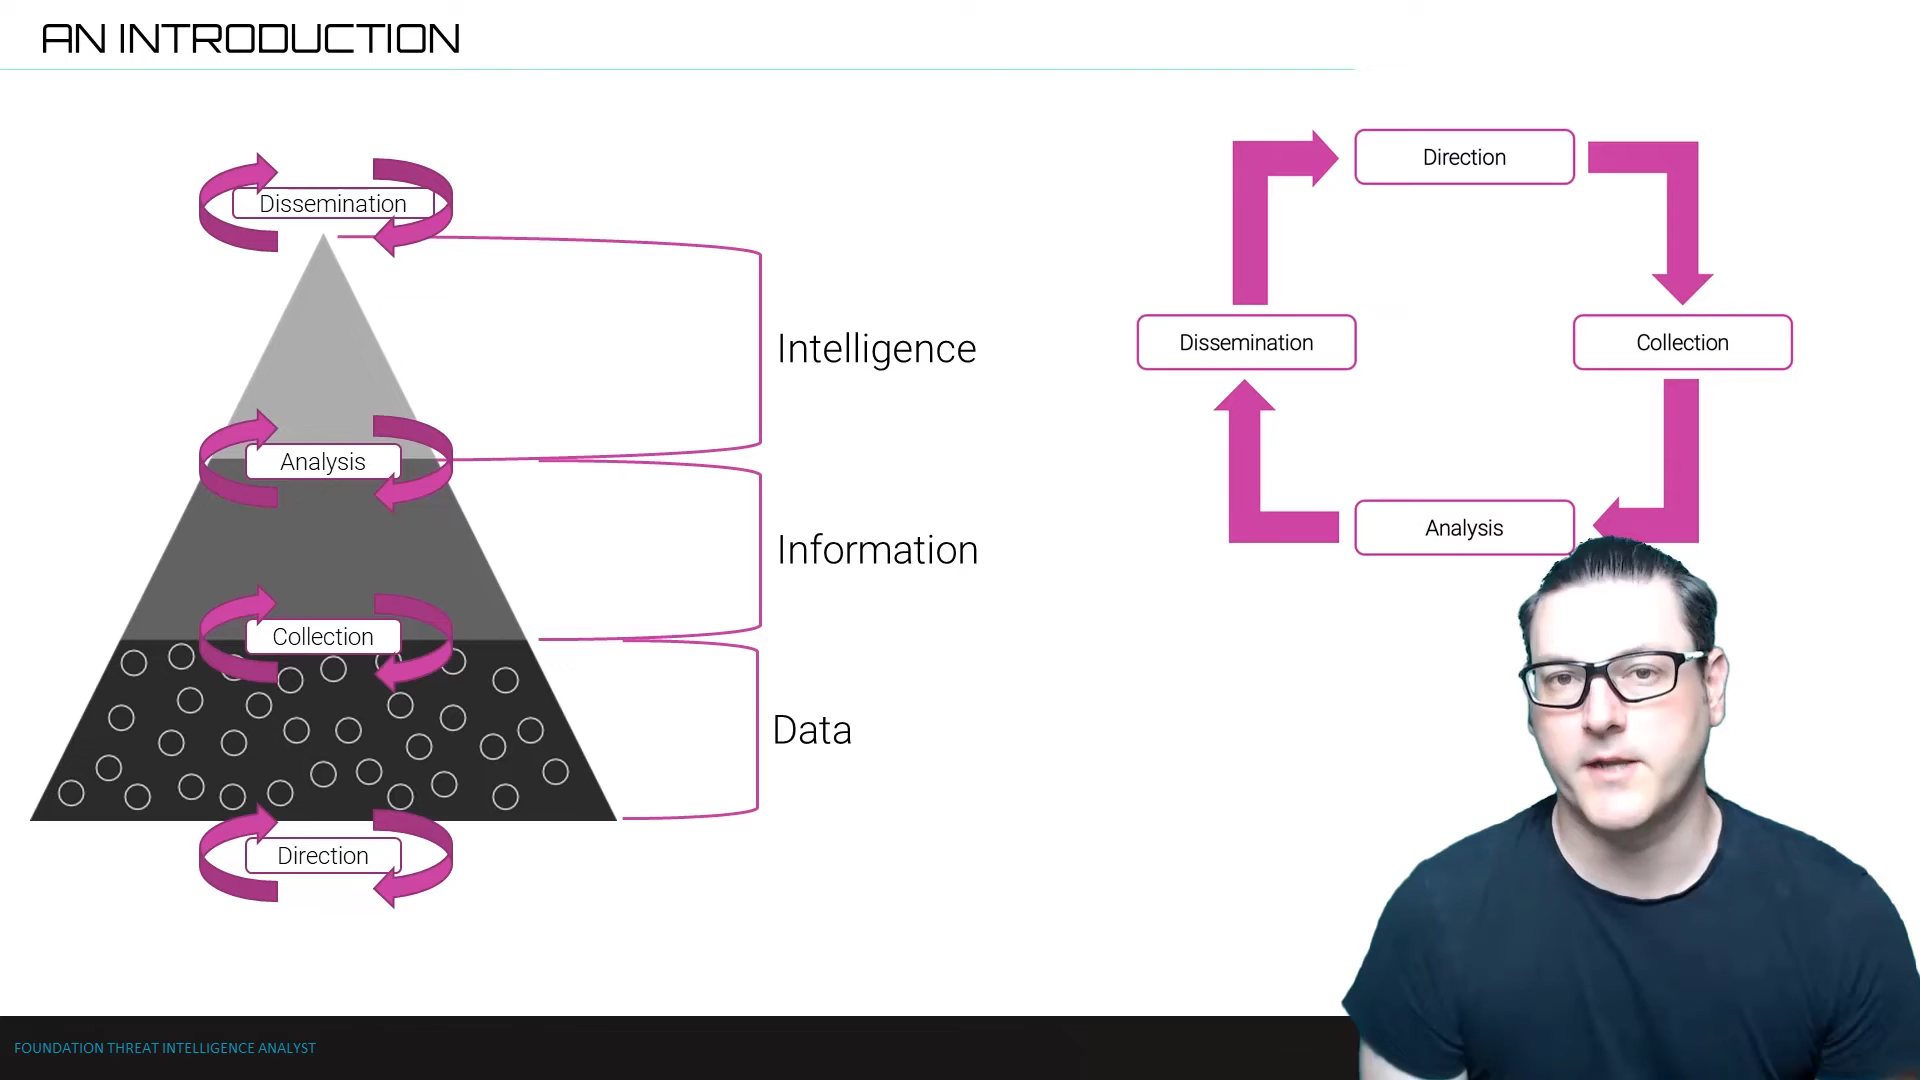 AN INTRODUCTION
Dissemination
Intelligence
Analysis
Information
Collection
Data
Direction
Direction
Dissemination
Collection
Analysis
FOUNDATION THREAT INTELLIGENCE ANALYST